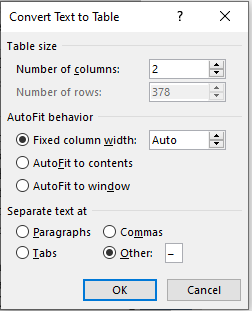 Convert Text to Table ? ×
Table size
Number of columns: 2
Number of rows: 378
AutoFit behavior
Fixed column width: Auto
AutoFit to contents
AutoFit to window
Separate text at
Paragraphs Commas
Tabs Other: –
OK Cancel